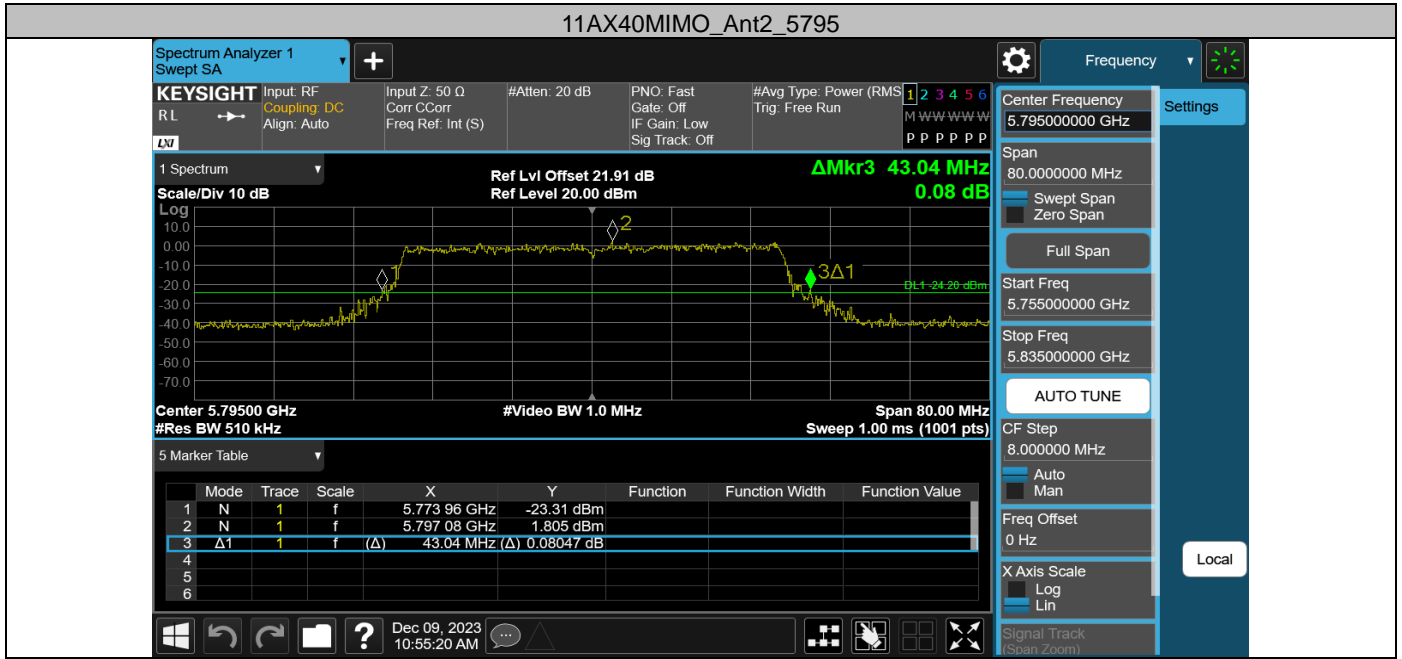 11AX40MIMO_Ant2_5795
Spectrum Analyzer 1
Swept SA
Frequency
KEYSIGHT
R L
LXI
Input: RF
Coupling: DC
Align: Auto
Input Z: 50 Ω
Corr CCorr
Freq Ref: Int (S)
#Atten: 20 dB
PNO: Fast
Gate: Off
IF Gain: Low
Sig Track: Off
#Avg Type: Power (RMS
Trig: Free Run
1 2 3 4 5 6
M W W W W W
P P P P P P
1 Spectrum
Scale/Div 10 dB
Ref Lvl Offset 21.91 dB
Ref Level 20.00 dBm
ΔMkr3 43.04 MHz
0.08 dB
Log
10.0
0.00
-10.0
-20.0
-30.0
-40.0
-50.0
-60.0
-70.0
1
2
3Δ1
DL1 -24.20 dBm
Center 5.79500 GHz
#Res BW 510 kHz
#Video BW 1.0 MHz
Span 80.00 MHz
Sweep 1.00 ms (1001 pts)
5 Marker Table
Mode Trace Scale X Y Function Function Width Function Value
1 N 1 f 5.773 96 GHz -23.31 dBm
2 N 1 f 5.797 08 GHz 1.805 dBm
3 Δ1 1 f (Δ) 43.04 MHz (Δ) 0.08047 dB
4
5
6
Dec 09, 2023
10:55:20 AM
Center Frequency
5.795000000 GHz
Settings
Span
80.0000000 MHz
Swept Span
Zero Span
Full Span
Start Freq
5.755000000 GHz
Stop Freq
5.835000000 GHz
AUTO TUNE
CF Step
8.000000 MHz
Auto
Man
Freq Offset
0 Hz
X Axis Scale
Log
Lin
Signal Track
(Span Zoom)
Local